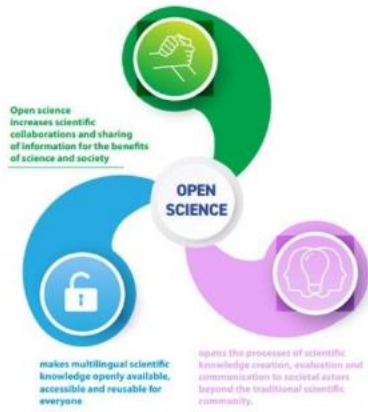 Open science
increases scientific
collaborations and sharing
of information for the benefits
of science and society
OPEN
SCIENCE
makes multilingual scientific
knowledge openly available,
accessible and reusable for
everyone
opens the processes of scientific
knowledge creation, evaluation and
communication to societal actors
beyond the traditional scientific
community.